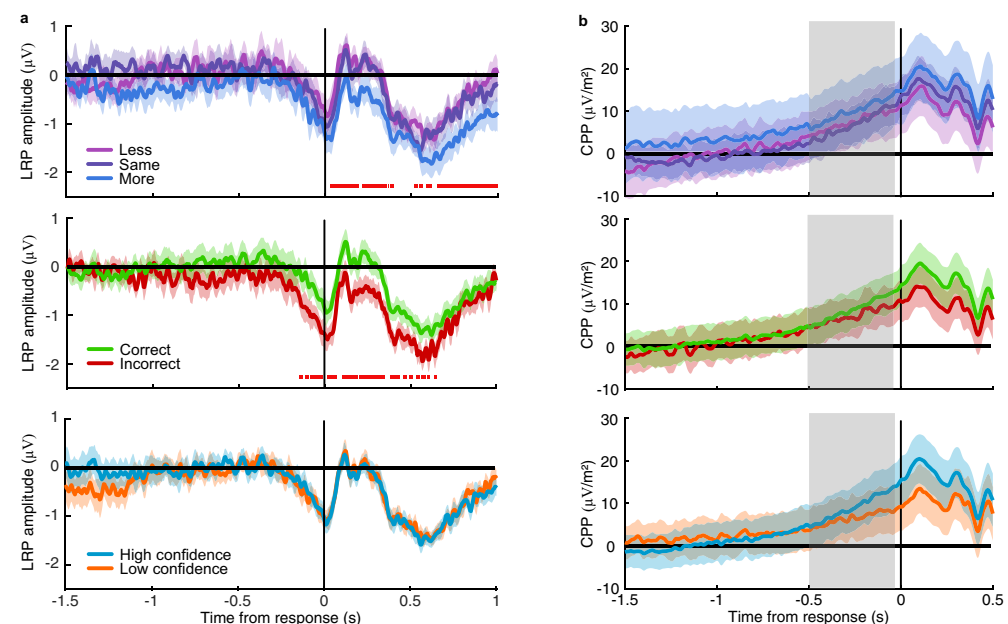 a
1
0
-1
-2
LRP amplitude (μV)
Less
Same
More
1
0
-1
-2
LRP amplitude (μV)
Correct
Incorrect
1
0
-1
-2
LRP amplitude (μV)
High confidence
Low confidence
-1.5 -1 -0.5 0 0.5 1
Time from response (s)
b
30
20
10
0
-10
CPP (μV/m²)
30
20
10
0
-10
CPP (μV/m²)
30
20
10
0
-10
CPP (μV/m²)
-1.5 -1 -0.5 0 0.5
Time from response (s)